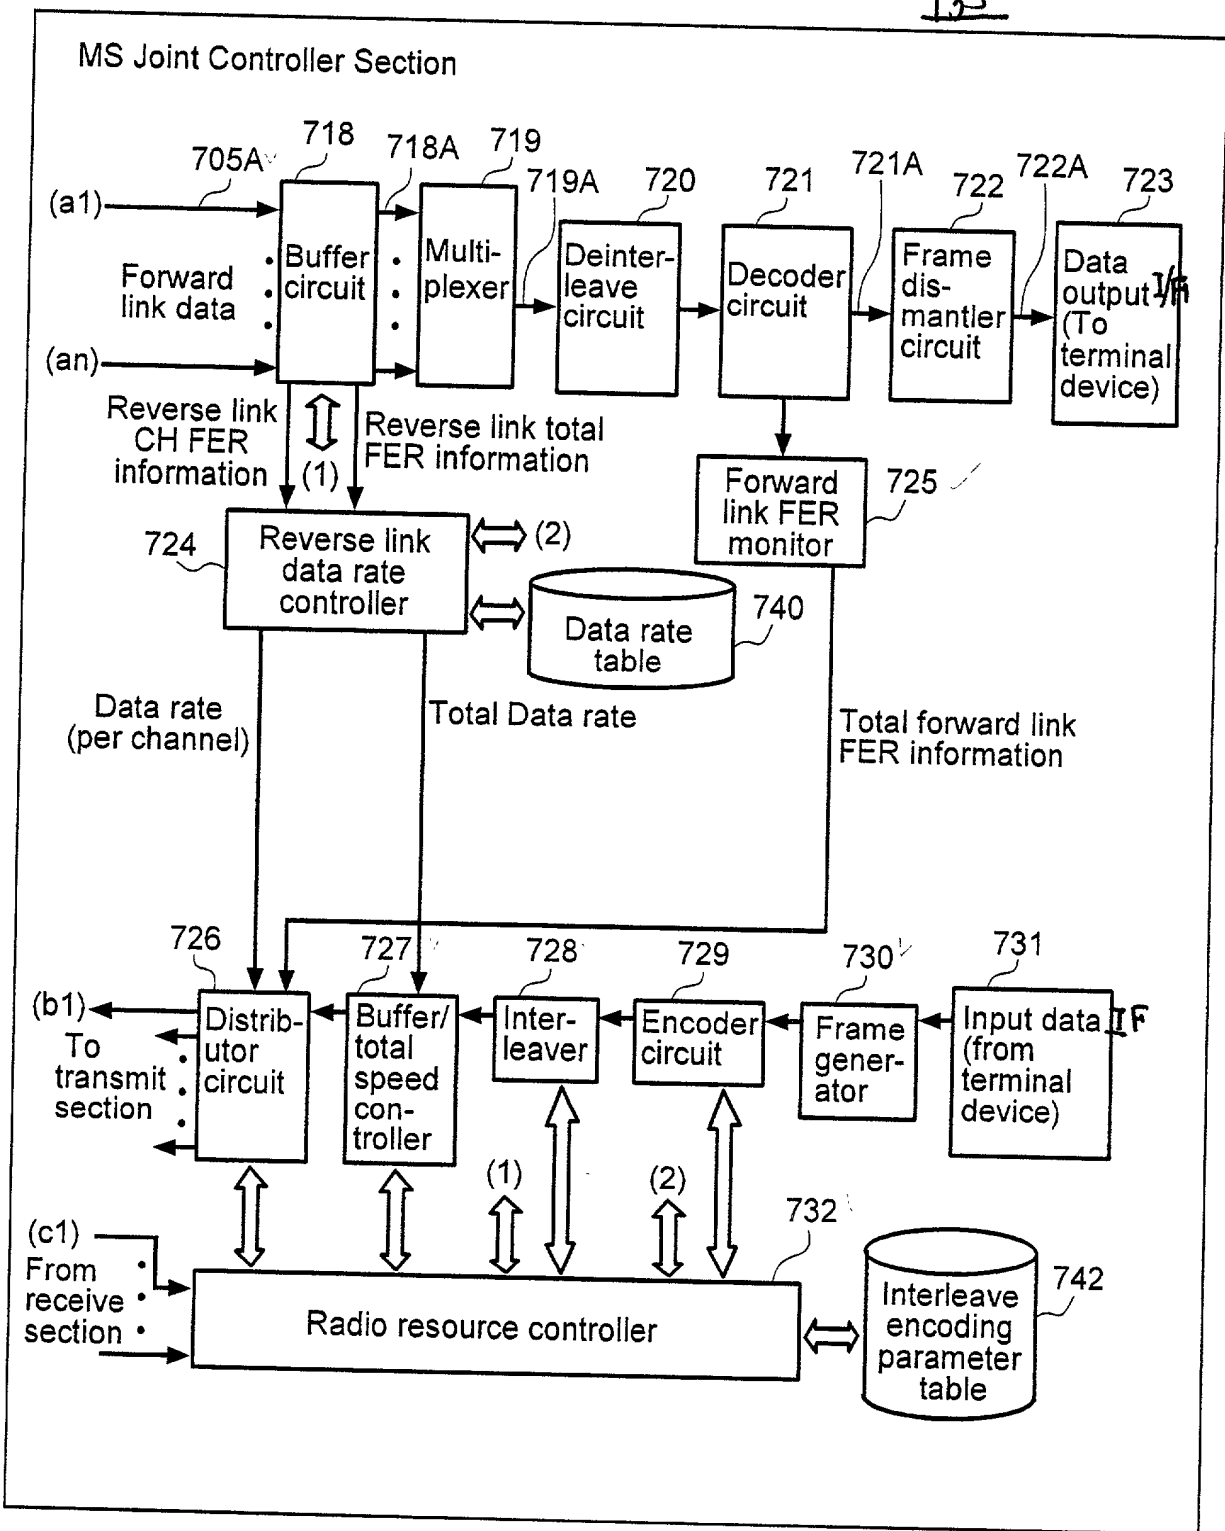 MS Joint Controller Section
705A
718
718A
719
719A
720
721
721A
722
722A
723
(a1)
Forward
link data
(an)
Buffer
circuit
Multi-
plexer
Deinter-
leave
circuit
Decoder
circuit
Frame
dis-
mantler
circuit
Data
output I/F
(To
terminal
device)
Reverse link
CH FER
information
(1)
Reverse link total
FER information
724
Reverse link
data rate
controller
(2)
Forward
link FER
monitor
725
Data rate
table
740
Data rate
(per channel)
Total Data rate
Total forward link
FER information
726
727
728
729
730
731
(b1)
To
transmit
section
Distrib-
utor
circuit
Buffer/
total
speed
con-
troller
Inter-
leaver
Encoder
circuit
Frame
gener-
ator
Input data IF
(from
terminal
device)
(1)
(2)
732
(c1)
From
receive
section
Radio resource controller
Interleave
encoding
parameter
table
742